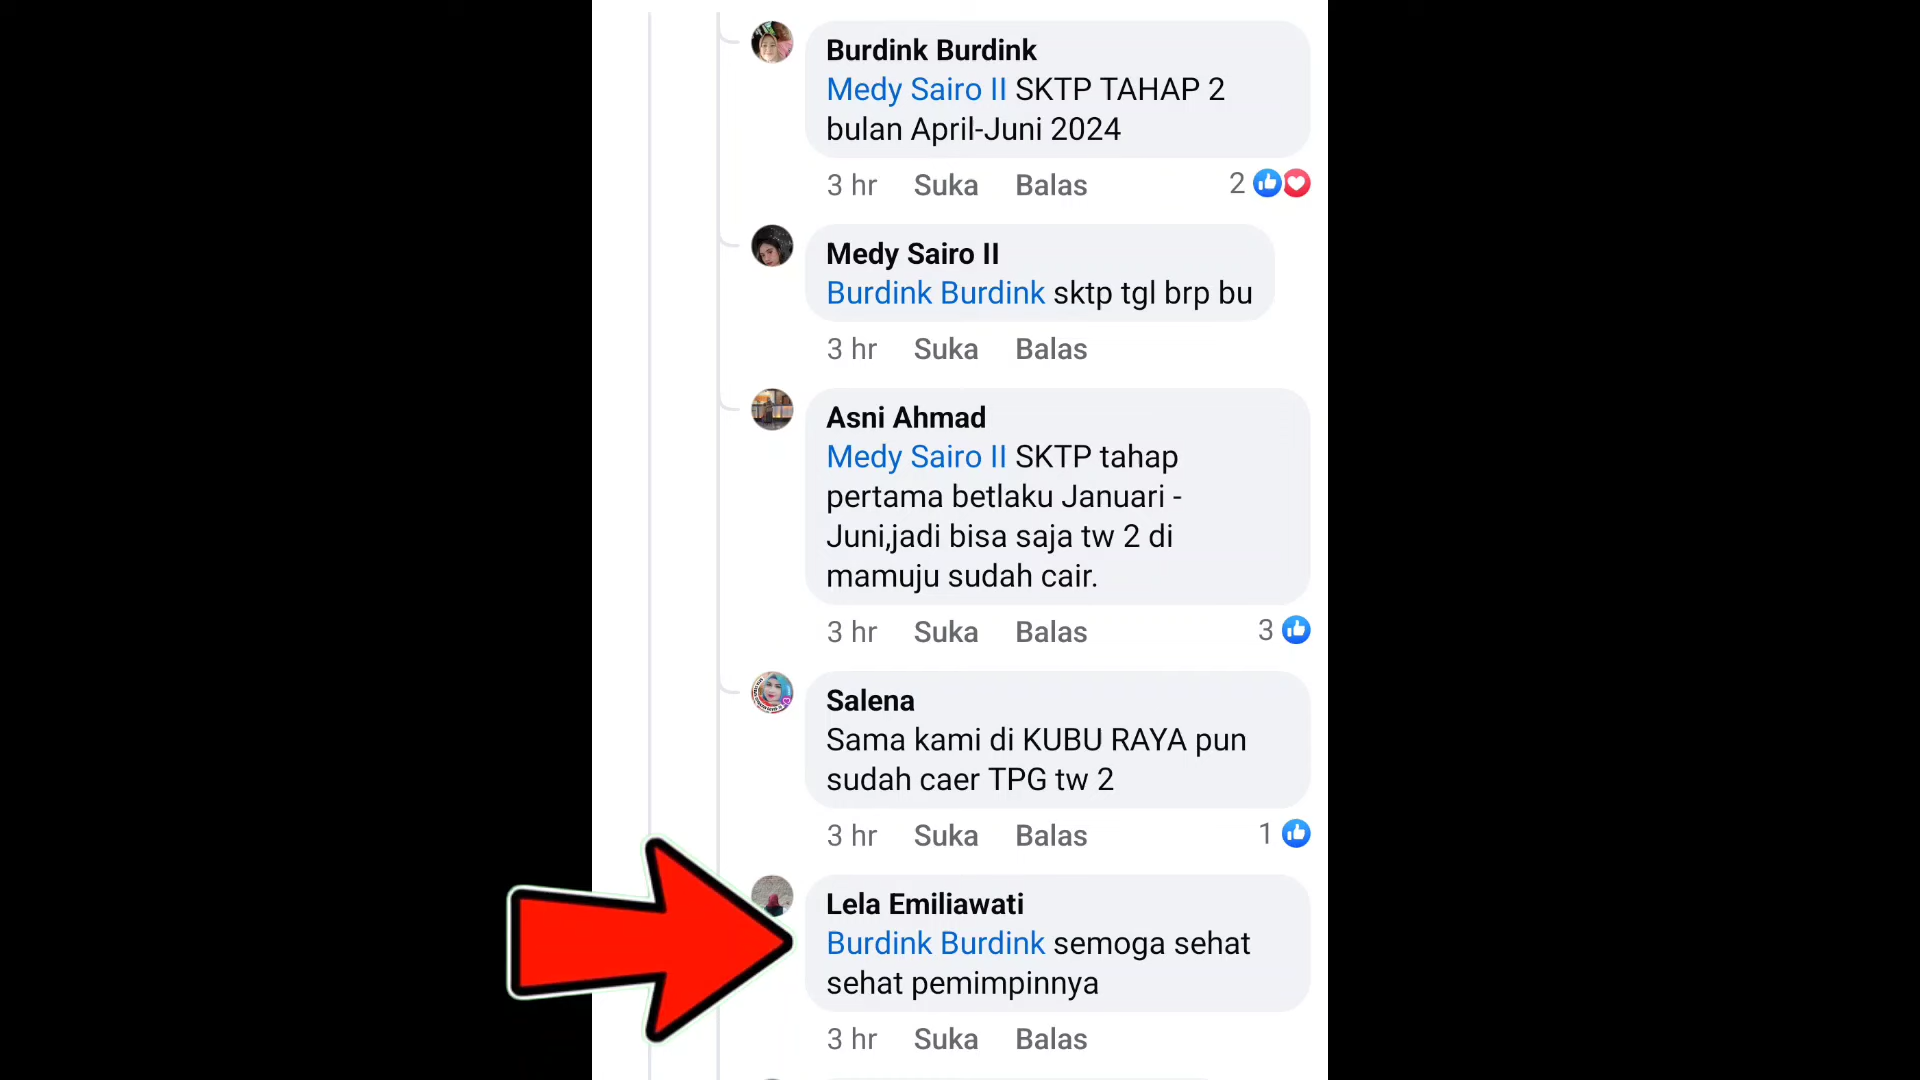 Burdink Burdink
Medy Sairo II SKTP TAHAP 2
bulan April-Juni 2024
3 hr Suka Balas 2
Medy Sairo II
Burdink Burdink sktp tgl brp bu
3 hr Suka Balas
Asni Ahmad
Medy Sairo II SKTP tahap
pertama betlaku Januari -
Juni,jadi bisa saja tw 2 di
mamuju sudah cair.
3 hr Suka Balas 3
Salena
Sama kami di KUBU RAYA pun
sudah caer TPG tw 2
3 hr Suka Balas 1
Lela Emiliawati
Burdink Burdink semoga sehat
sehat pemimpinnya
3 hr Suka Balas